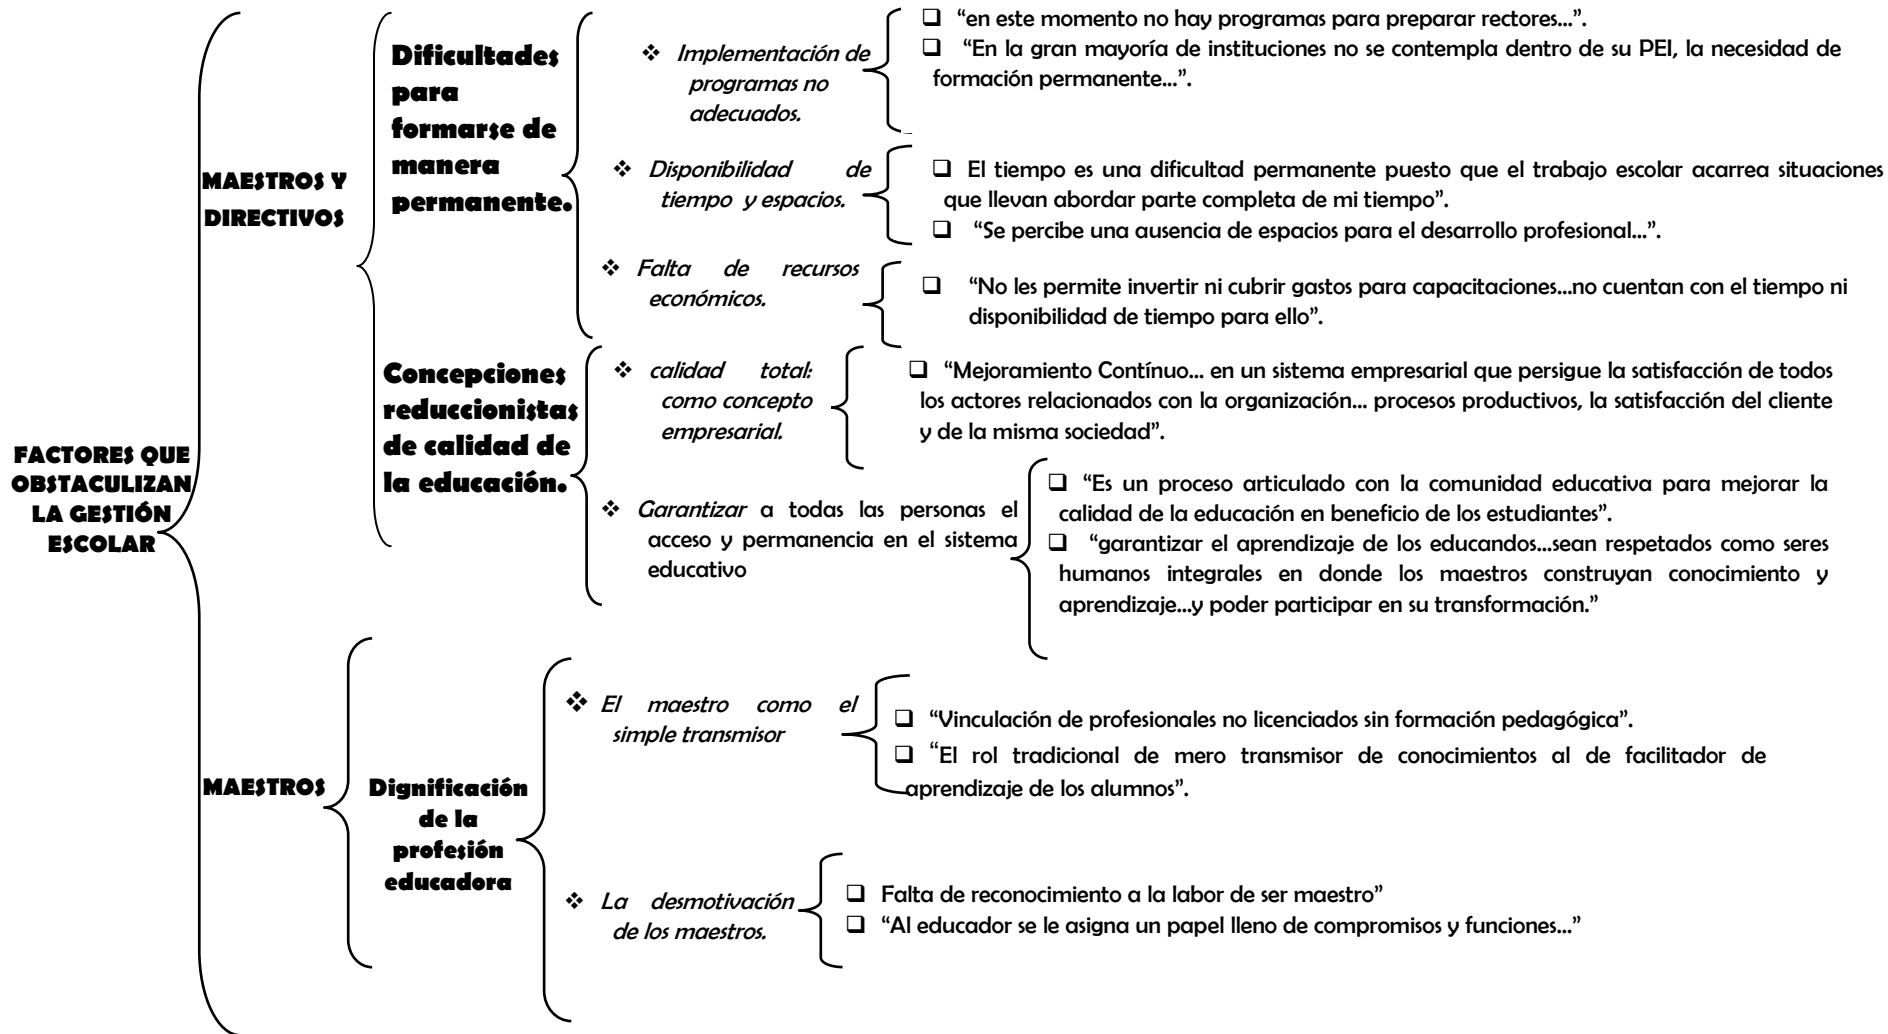 FACTORES QUE
OBSTACULIZAN
LA GESTIÓN
ESCOLAR
MAESTROS Y
DIRECTIVOS
Dificultades
para
formarse de
manera
permanente.
❖ Implementación de
programas no
adecuados.
❑ “en este momento no hay programas para preparar rectores...”.
❑ “En la gran mayoría de instituciones no se contempla dentro de su PEI, la necesidad de
formación permanente...”.
❖ Disponibilidad de
tiempo y espacios.
❑ El tiempo es una dificultad permanente puesto que el trabajo escolar acarrea situaciones
que llevan abordar parte completa de mi tiempo”.
❑ “Se percibe una ausencia de espacios para el desarrollo profesional...”.
❖ Falta de recursos
económicos.
❑ “No les permite invertir ni cubrir gastos para capacitaciones...no cuentan con el tiempo ni
disponibilidad de tiempo para ello”.
Concepciones
reduccionistas
de calidad de
la educación.
❖ calidad total:
como concepto
empresarial.
❑ “Mejoramiento Contínuo... en un sistema empresarial que persigue la satisfacción de todos
los actores relacionados con la organización... procesos productivos, la satisfacción del cliente
y de la misma sociedad”.
❖ Garantizar a todas las personas el
acceso y permanencia en el sistema
educativo
❑ “Es un proceso articulado con la comunidad educativa para mejorar la
calidad de la educación en beneficio de los estudiantes”.
❑ “garantizar el aprendizaje de los educandos...sean respetados como seres
humanos integrales en donde los maestros construyan conocimiento y
aprendizaje...y poder participar en su transformación.”
MAESTROS
Dignificación
de la
profesión
educadora
❖ El maestro como el
simple transmisor
❑ “Vinculación de profesionales no licenciados sin formación pedagógica”.
❑ “El rol tradicional de mero transmisor de conocimientos al de facilitador de
aprendizaje de los alumnos”.
❖ La desmotivación
de los maestros.
❑ Falta de reconocimiento a la labor de ser maestro”
❑ “Al educador se le asigna un papel lleno de compromisos y funciones...”